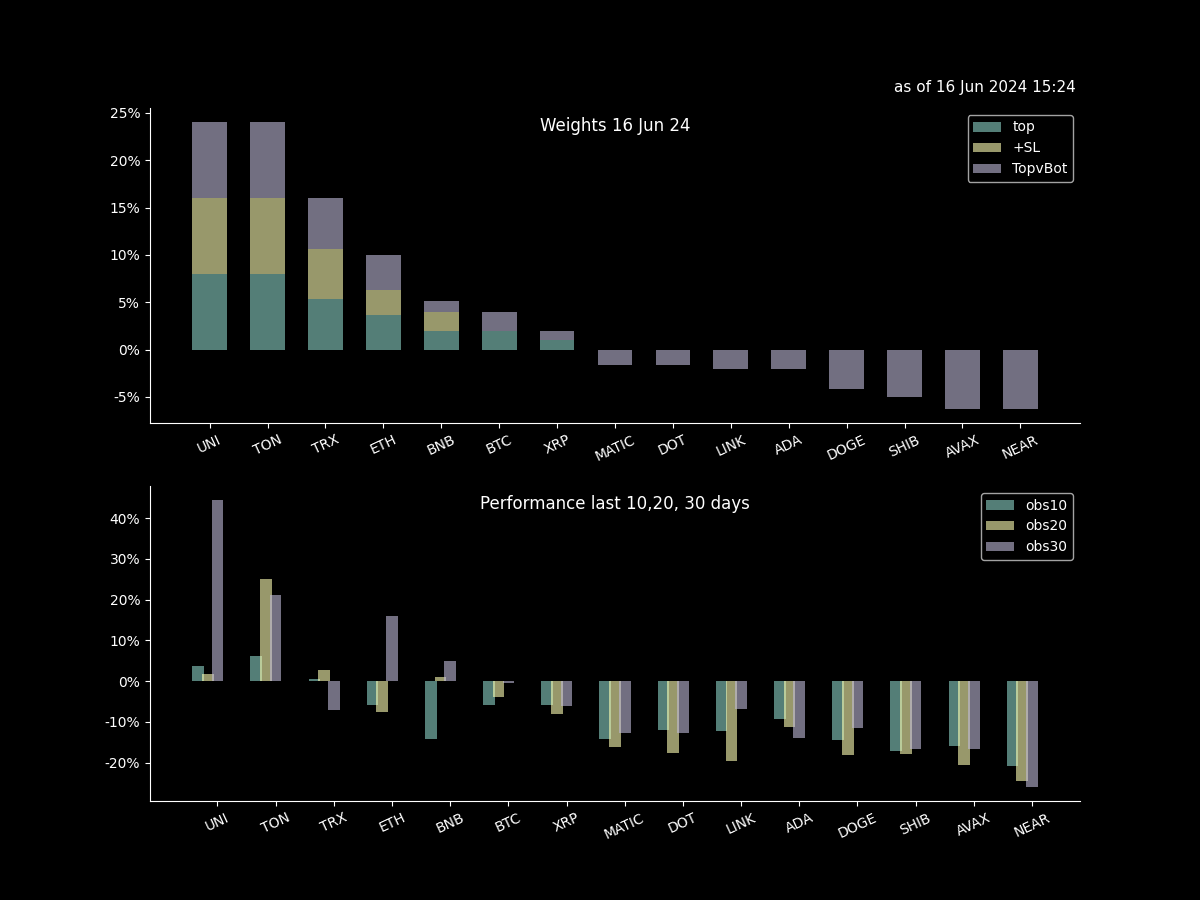 as of 16 Jun 2024 15:24
Weights 16 Jun 24
top
+SL
TopvBot
25%
20%
15%
10%
5%
0%
-5%
UNI TON TRX ETH BNB BTC XRP MATIC DOT LINK ADA DOGE SHIB AVAX NEAR
Performance last 10,20, 30 days
obs10
obs20
obs30
40%
30%
20%
10%
0%
-10%
-20%
UNI TON TRX ETH BNB BTC XRP MATIC DOT LINK ADA DOGE SHIB AVAX NEAR